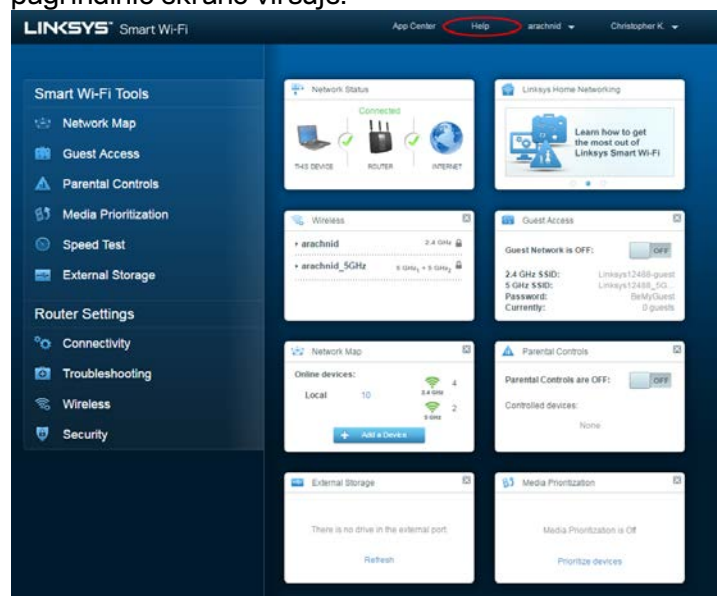 pagrindinio ekrano viršuje.
LINKSYS™ Smart Wi-Fi
App Center
Help
arachnid
Christopher K.
Smart Wi-Fi Tools
Network Map
Guest Access
Parental Controls
Media Prioritization
Speed Test
External Storage
Router Settings
Connectivity
Troubleshooting
Wireless
Security
Network Status
Connected
THIS DEVICE
ROUTER
INTERNET
Linksys Home Networking
Learn how to get
the most out of
Linksys Smart Wi-Fi
Wireless
arachnid 2.4 GHz
arachnid_5GHz 5 GHz1 + 5 GHz2
Guest Access
Guest Network is OFF: OFF
2.4 GHz SSID: Linksys12468-guest
5 GHz SSID: Linksys12468_5G...
Password: BeMyGuest
Currently: 0 guests
Network Map
Online devices:
Local 10
4
2.4 GHz
2
5 GHz
+ Add a Device
Parental Controls
Parental Controls are OFF: OFF
Controlled devices:
None
External Storage
There is no drive in the external port.
Refresh
Media Prioritization
Media Prioritization is Off
Prioritize devices